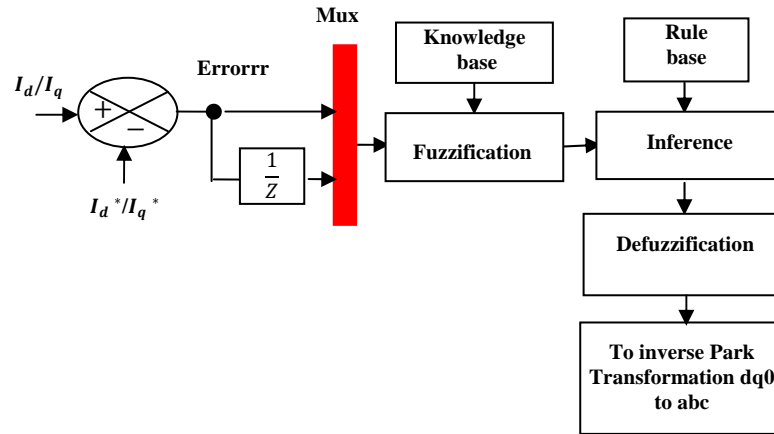 Mux
Knowledge
base
Rule
base
Errorrr
I_d/I_q
+
−
1
Z
Fuzzification
Inference
I_d */I_q *
Defuzzification
To inverse Park
Transformation dq0
to abc